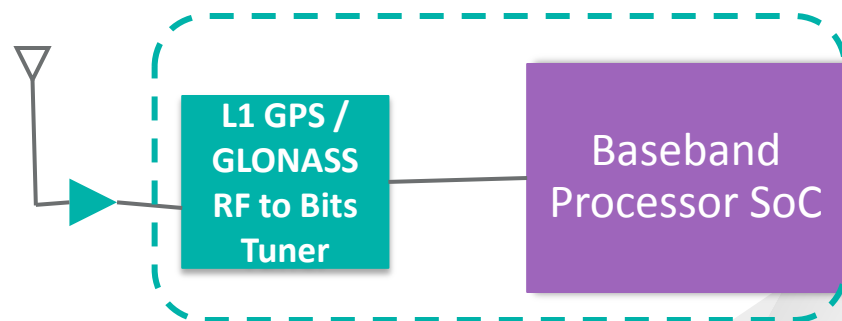 L1 GPS /
GLONASS
RF to Bits
Tuner
Baseband
Processor SoC